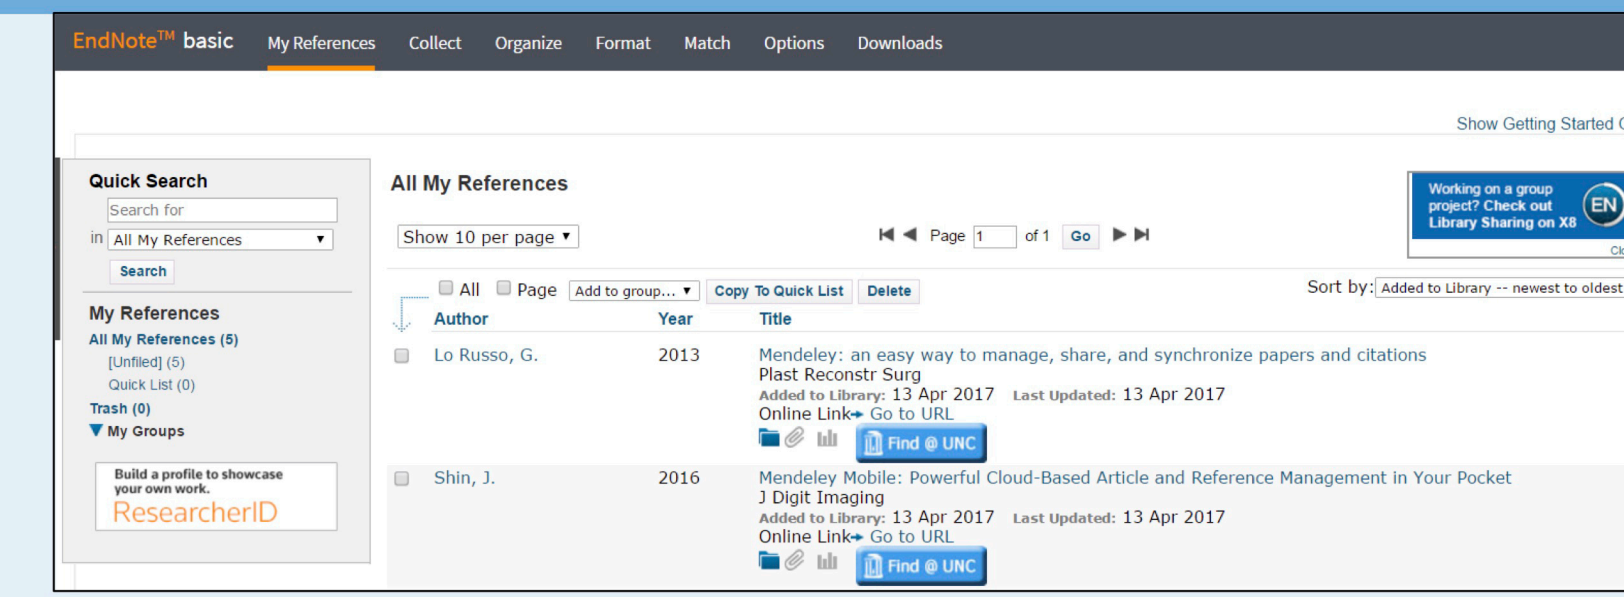 EndNote™ basic My References Collect Organize Format Match Options Downloads
Show Getting Started
Quick Search
Search for
in All My References
Search
My References
All My References (5)
[Unfiled] (5)
Quick List (0)
Trash (0)
My Groups
Build a profile to showcase
your own work.
ResearcherID
All My References
Show 10 per page
Page 1 of 1 Go
Working on a group
project? Check out
Library Sharing on X8
EN
All Page Add to group... Copy To Quick List Delete
Sort by: Added to Library -- newest to oldest
Author Year Title
Lo Russo, G. 2013 Mendeley: an easy way to manage, share, and synchronize papers and citations
Plast Reconstr Surg
Added to Library: 13 Apr 2017 Last Updated: 13 Apr 2017
Online Link Go to URL
Find @ UNC
Shin, J. 2016 Mendeley Mobile: Powerful Cloud-Based Article and Reference Management in Your Pocket
J Digit Imaging
Added to Library: 13 Apr 2017 Last Updated: 13 Apr 2017
Online Link Go to URL
Find @ UNC